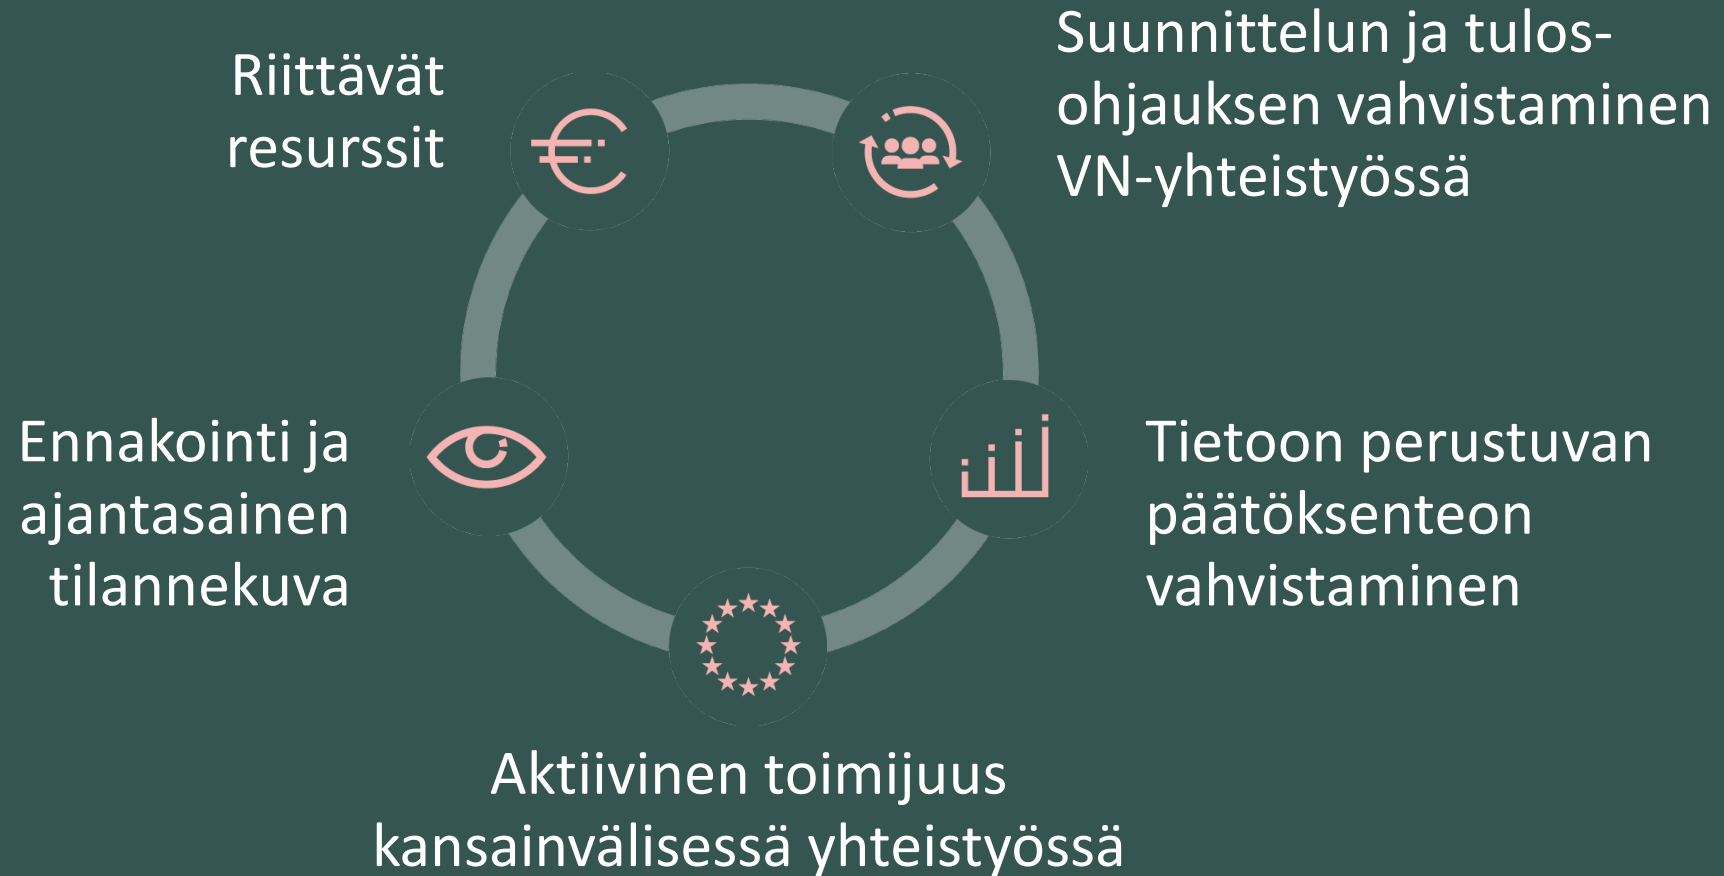 Riittävät
resurssit
Suunnittelun ja tulos-
ohjauksen vahvistaminen
VN-yhteistyössä
Ennakointi ja
ajantasainen
tilannekuva
Tietoon perustuvan
päätöksenteon
vahvistaminen
Aktiivinen toimijuus
kansainvälisessä yhteistyössä